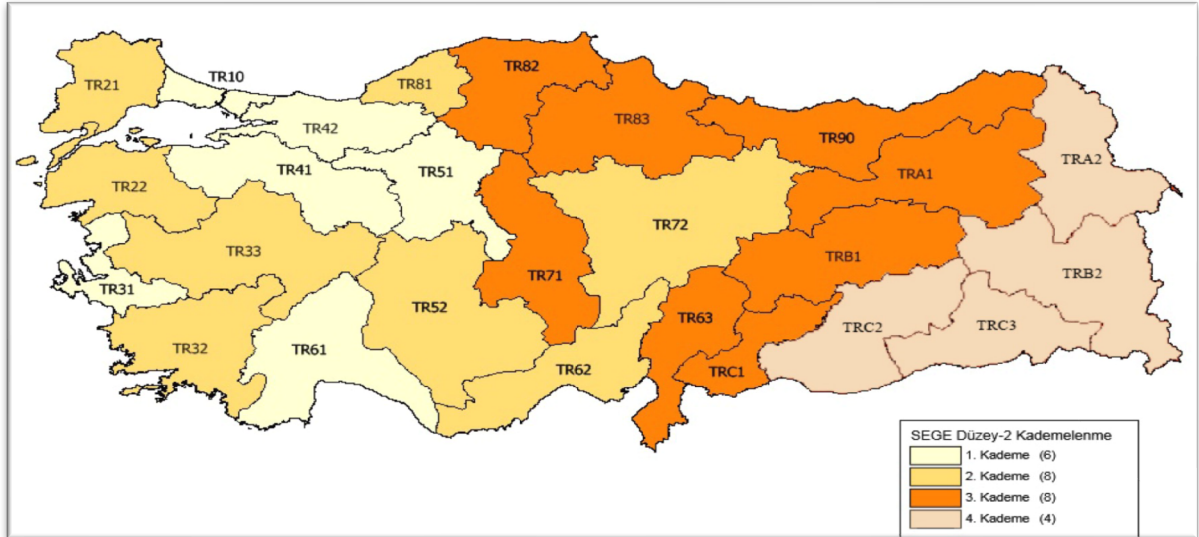 TR10
TR21
TR81
TR82
TR42
TR83
TR90
TRA2
TR41
TR51
TRA1
TR22
TR72
TR33
TRB1
TRB2
TR71
TR31
TR52
TR63
TRC2
TRC3
TR32
TR61
TR62
TRC1
SEGE Düzey-2 Kademelenme
1. Kademe (6)
2. Kademe (8)
3. Kademe (8)
4. Kademe (4)